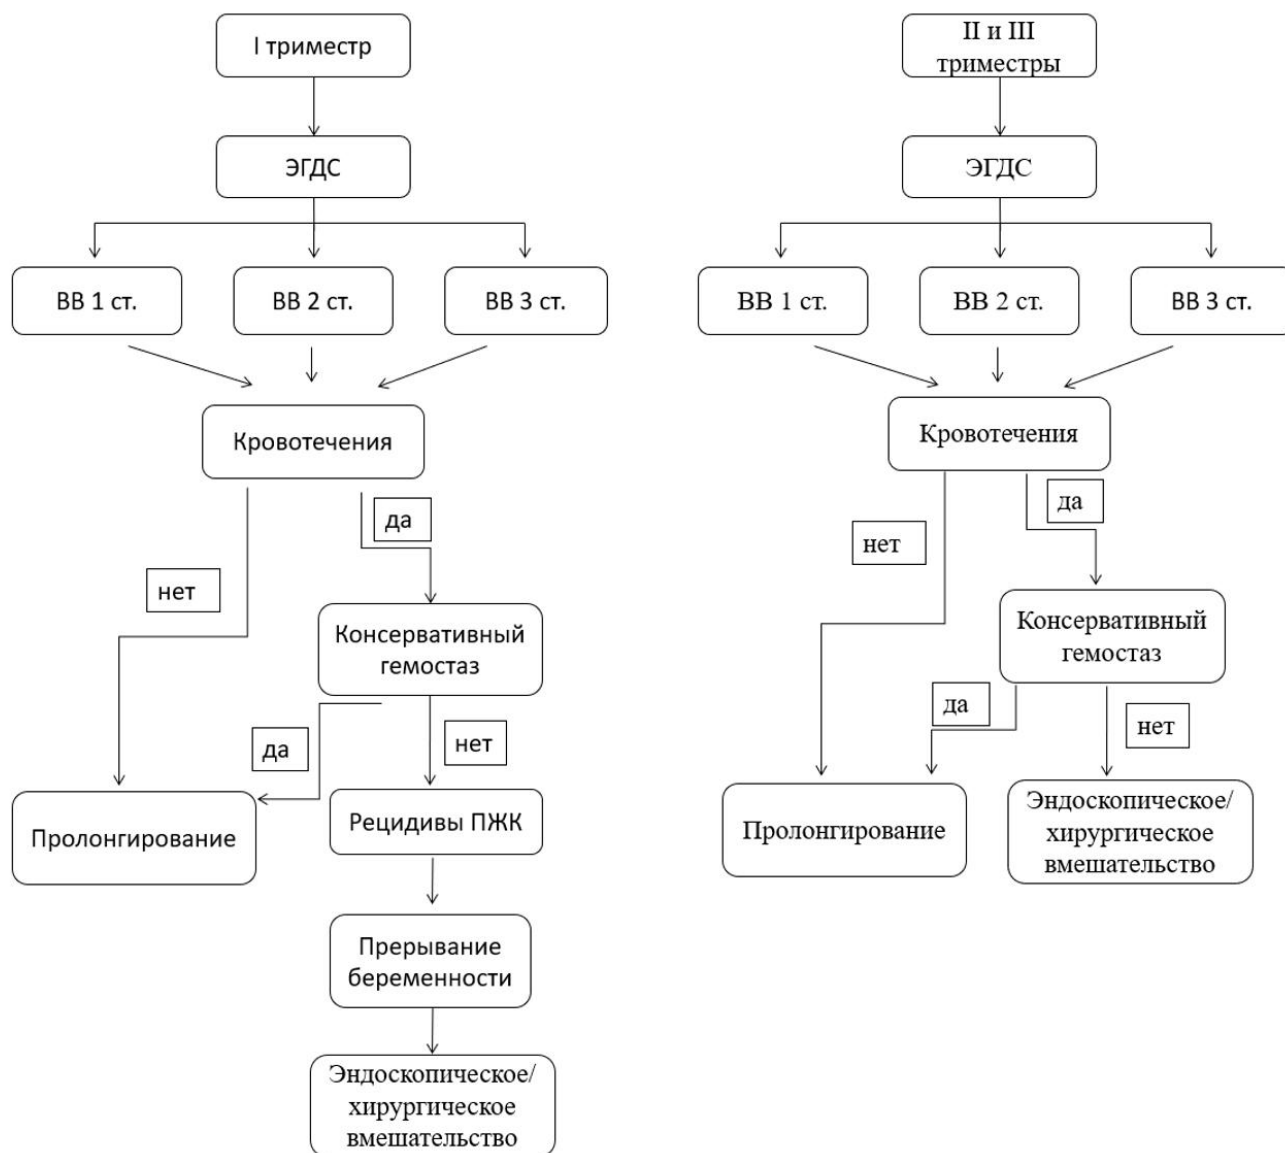 I триместр
ЭГДС
ВВ 1 ст.
ВВ 2 ст.
ВВ 3 ст.
Кровотечения
да
нет
Консервативный
гемостаз
да
нет
Пролонгирование
Рецидивы ПЖК
Прерывание
беременности
Эндоскопическое/
хирургическое
вмешательство
II и III
триместры
ЭГДС
ВВ 1 ст.
ВВ 2 ст.
ВВ 3 ст.
Кровотечения
да
нет
Консервативный
гемостаз
да
нет
Пролонгирование
Эндоскопическое/
хирургическое
вмешательство